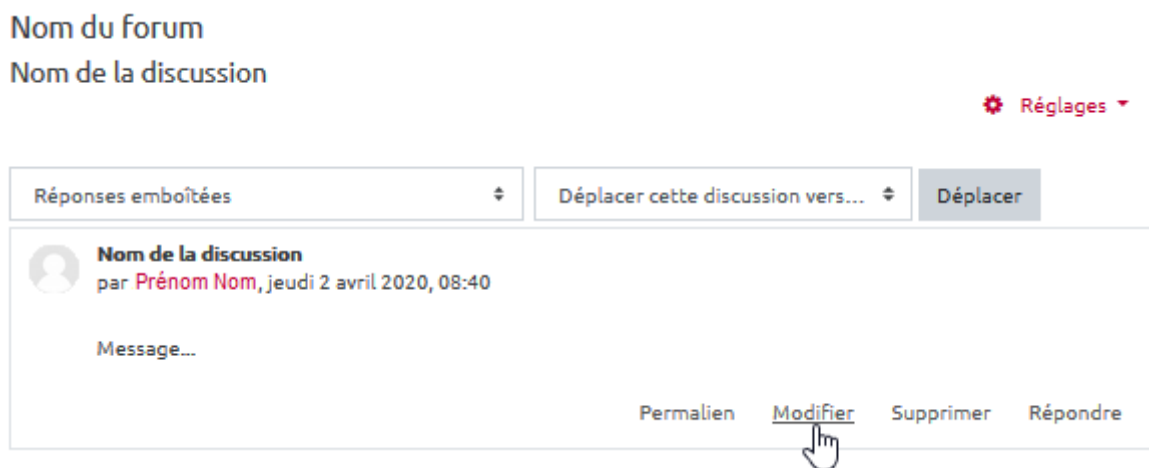 Nom du forum
Nom de la discussion
Réglages
Réponses emboîtées
Déplacer cette discussion vers... Déplacer
Nom de la discussion
par Prénom Nom, jeudi 2 avril 2020, 08:40
Message...
Permalien Modifier Supprimer Répondre